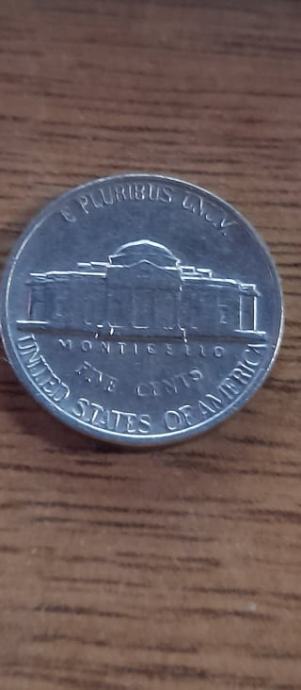 E PLURIBUS UNUM
MONTICELLO
FIVE CENTS
UNITED STATES OF AMERICA